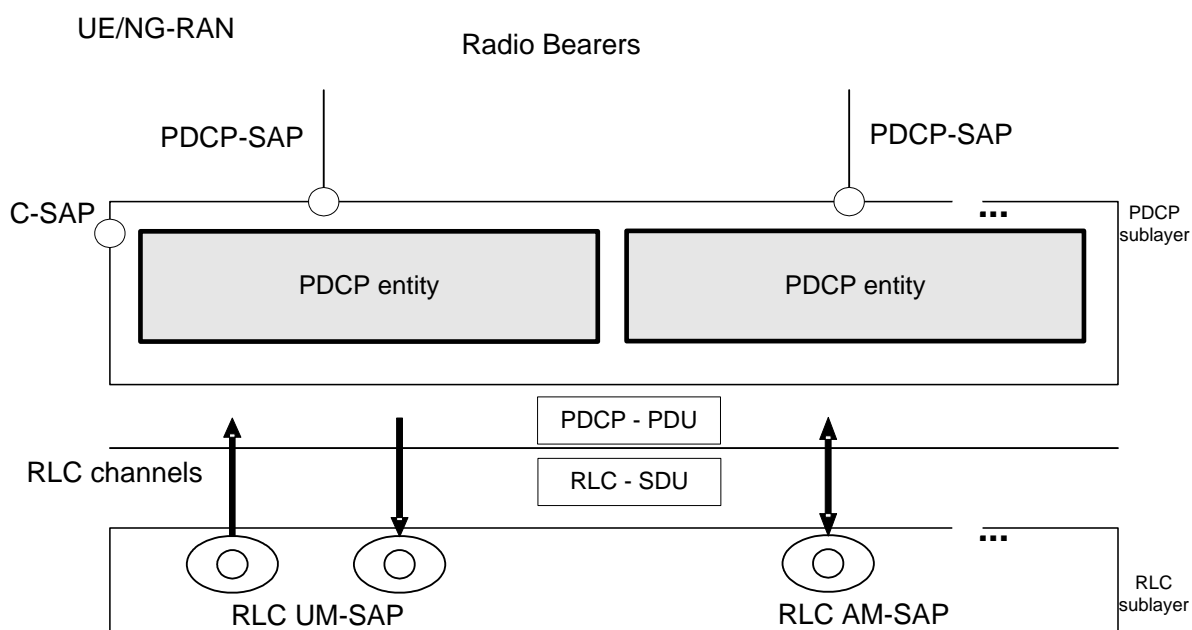 UE/NG-RAN
Radio Bearers
PDCP-SAP
PDCP-SAP
C-SAP
...
PDCP
sublayer
PDCP entity
PDCP entity
PDCP - PDU
RLC channels
RLC - SDU
...
RLC
sublayer
RLC UM-SAP
RLC AM-SAP